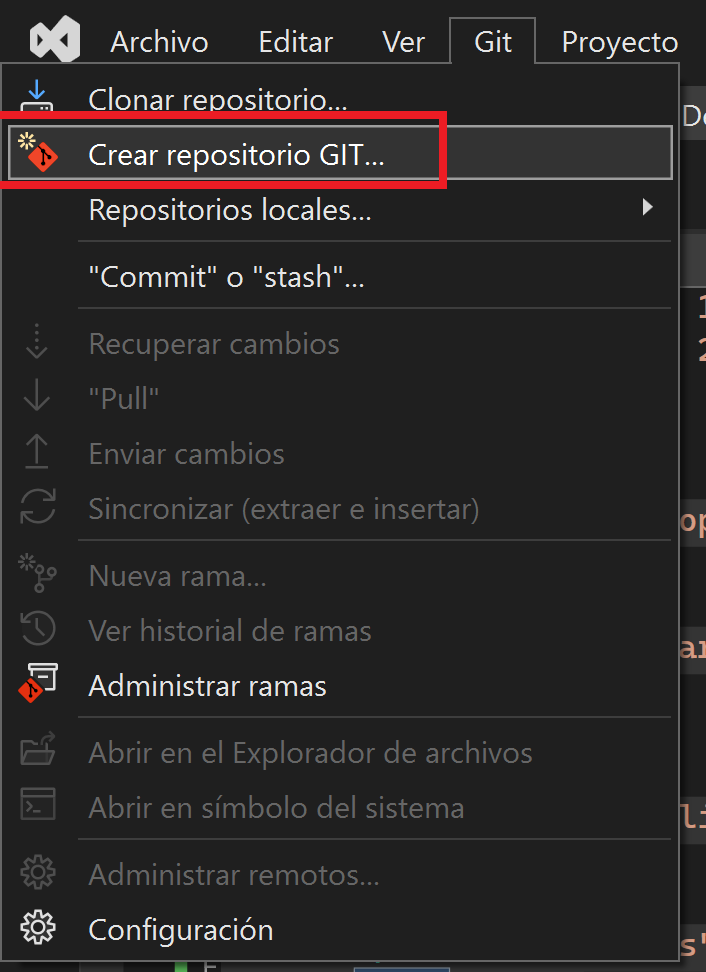 Archivo Editar Ver Git Proyecto
Clonar repositorio...
Crear repositorio GIT...
Repositorios locales...
"Commit" o "stash"...
Recuperar cambios
"Pull"
Enviar cambios
Sincronizar (extraer e insertar)
Nueva rama...
Ver historial de ramas
Administrar ramas
Abrir en el Explorador de archivos
Abrir en símbolo del sistema
Administrar remotos...
Configuración